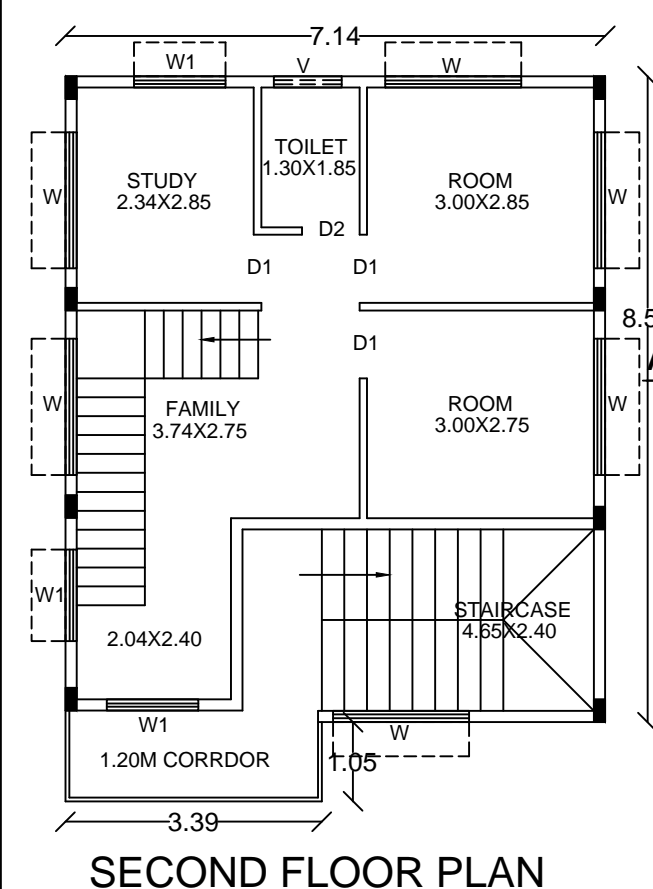 7.14
W1
V
W
TOILET
1.30X1.85
STUDY
2.34X2.85
ROOM
3.00X2.85
W
W
D2
D1
D1
8.5
D1
W
FAMILY
3.74X2.75
ROOM
3.00X2.75
W
W1
2.04X2.40
STAIRCASE
4.65X2.40
W1
W
1.20M CORRDOR
1.05
3.39
SECOND FLOOR PLAN